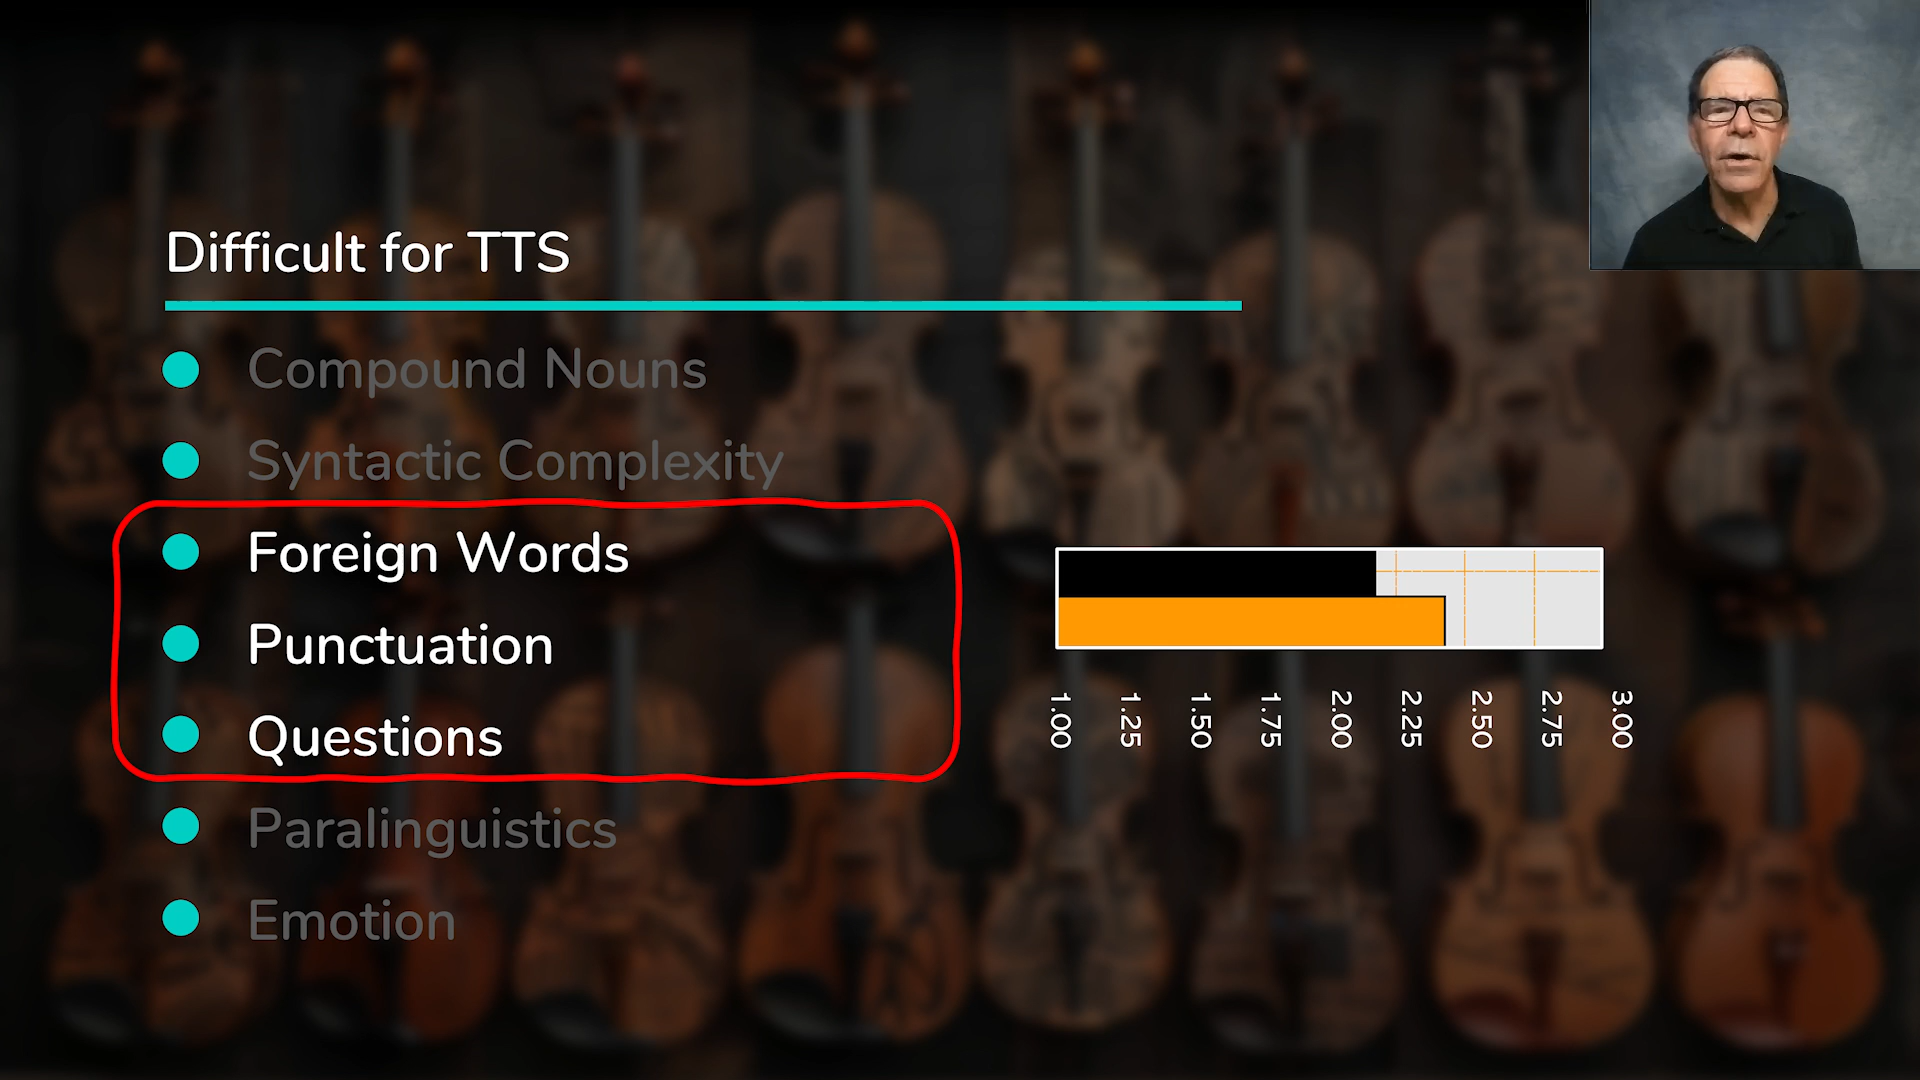 Difficult for TTS
Compound Nouns
Syntactic Complexity
Foreign Words
Punctuation
Questions
Paralinguistics
Emotion
1.00
1.25
1.50
1.75
2.00
2.25
2.50
2.75
3.00